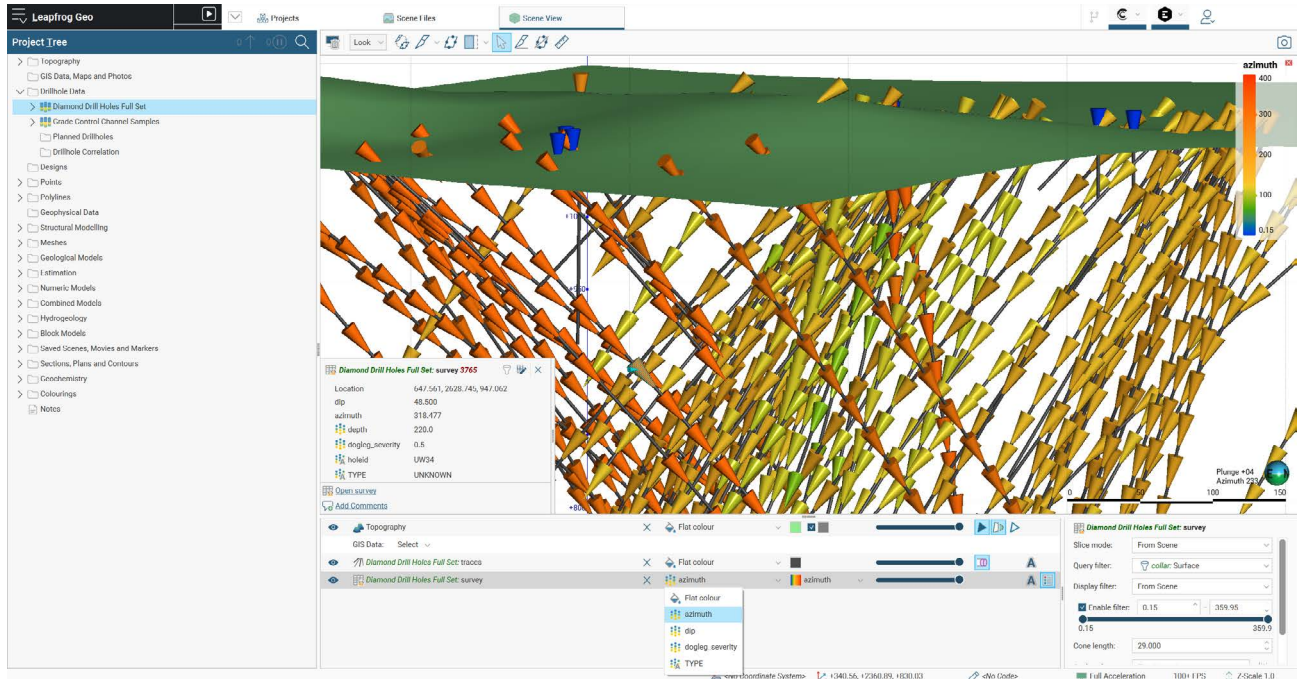 Leapfrog Geo
Projects
Scene Files
Scene View
Project Tree
Look
Topography
GIS Data, Maps and Photos
Drillhole Data
Diamond Drill Holes Full Set
Grade Control Channel Samples
Planned Drillholes
Drillhole Correlation
Designs
Points
Polylines
Geophysical Data
Structural Modelling
Meshes
Geological Models
Estimation
Numeric Models
Combined Models
Hydrogeology
Block Models
Saved Scenes, Movies and Markers
Sections, Plans and Contours
Geochemistry
Colourings
Notes
azimuth
400
300
200
100
0.15
Diamond Drill Holes Full Set: survey 3765
Location 647.561, 2628.745, 947.062
dip 48.500
azimuth 318.477
depth 220.0
dogleg_severity 0.5
holeid UW34
TYPE UNKNOWN
Open survey
Add Comments
Plunge +04
Azimuth 233
0 50 100 150
Topography Flat colour
GIS Data: Select
Diamond Drill Holes Full Set: traces Flat colour A
Diamond Drill Holes Full Set: survey azimuth azimuth A
Flat colour
azimuth
dip
dogleg_severity
TYPE
Diamond Drill Holes Full Set: survey
Slice mode: From Scene
Query filter: collar: Surface
Display filter: From Scene
Enable filter: 0.15 - 359.95
0.15 359.9
Cone length: 29.000
<No Coordinate System> +340.56, +2360.89, +830.03 <No Code> Full Acceleration 100+ FPS Z-Scale 1.0